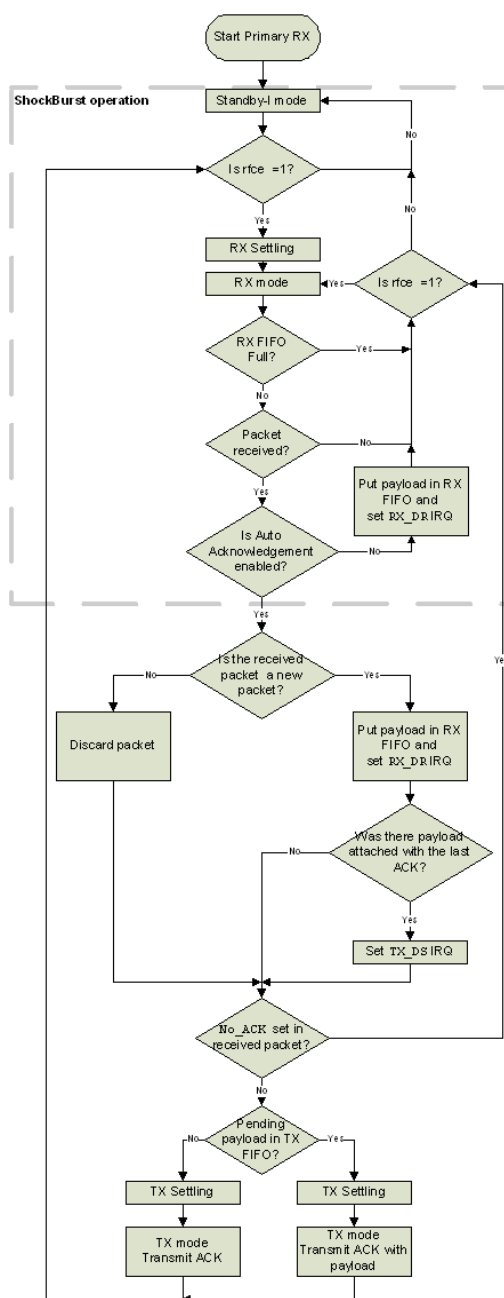 Start Primary RX
ShockBurst operation
Standby-I mode
No
Is rfce =1?
No
Yes
RX Settling
RX mode
Yes
Is rfce =1?
RX FIFO
Full?
Yes
No
Packet
received?
No
Put payload in RX
FIFO and
set RX_DR IRQ
Yes
Is Auto
Acknowledgement
enabled?
No
Yes
Is the received
packet a new
packet?
No
Yes
Discard packet
Put payload in RX
FIFO and
set RX_DR IRQ
Was there payload
attached with the last
ACK?
No
Yes
Set TX_DS IRQ
No_ACK set in
received packet?
No
Pending
payload in TX
FIFO?
No
Yes
TX Settling
TX Settling
TX mode
Transmit ACK
TX mode
Transmit ACK with
payload